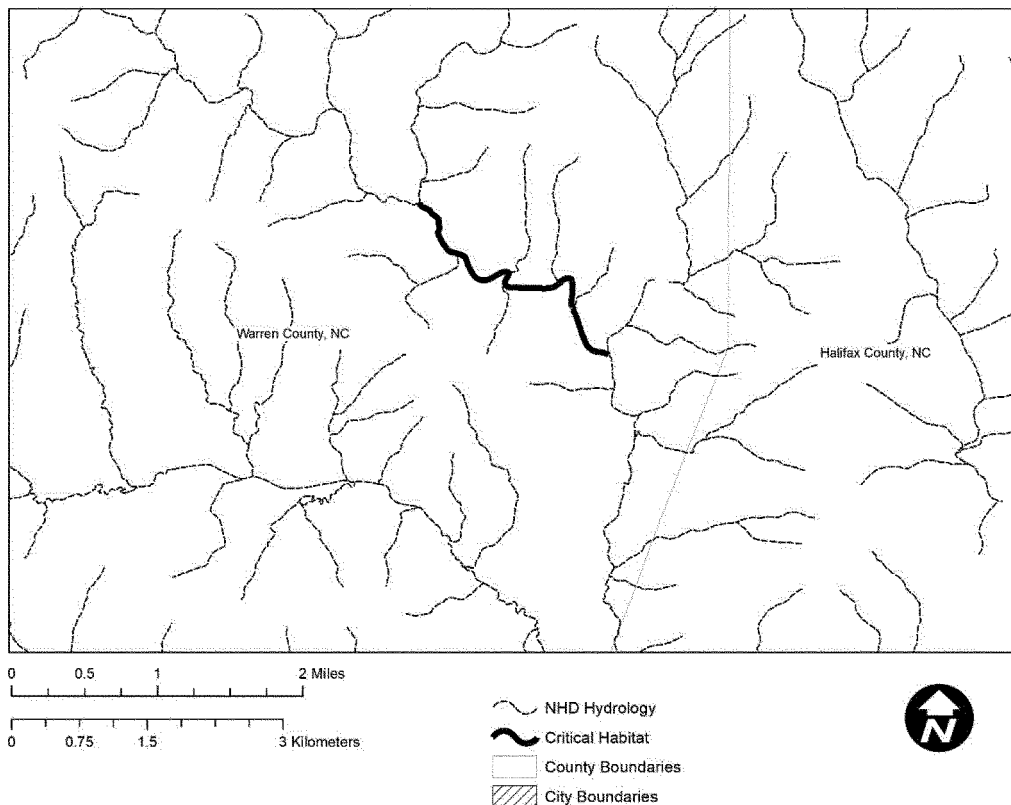 Warren County, NC
Halifax County, NC
0 0.5 1 2 Miles
0 0.75 1.5 3 Kilometers
NHD Hydrology
Critical Habitat
County Boundaries
City Boundaries
N